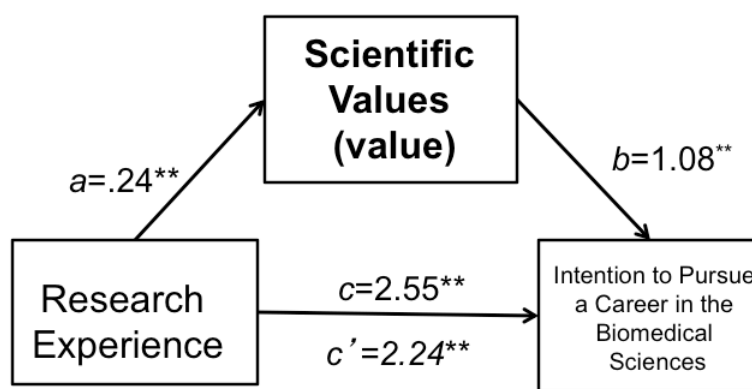 Scientific
Values
(value)
a=.24**
b=1.08**
Research
Experience
c=2.55**
c’=2.24**
Intention to Pursue
a Career in the
Biomedical
Sciences